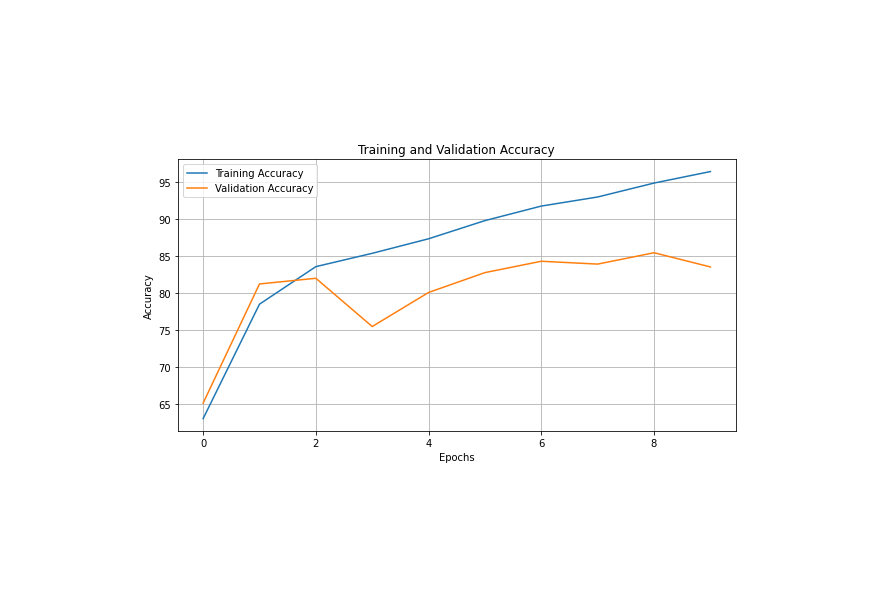 Training and Validation Accuracy
Training Accuracy
Validation Accuracy
95
90
85
80
75
70
65
Accuracy
0 2 4 6 8
Epochs